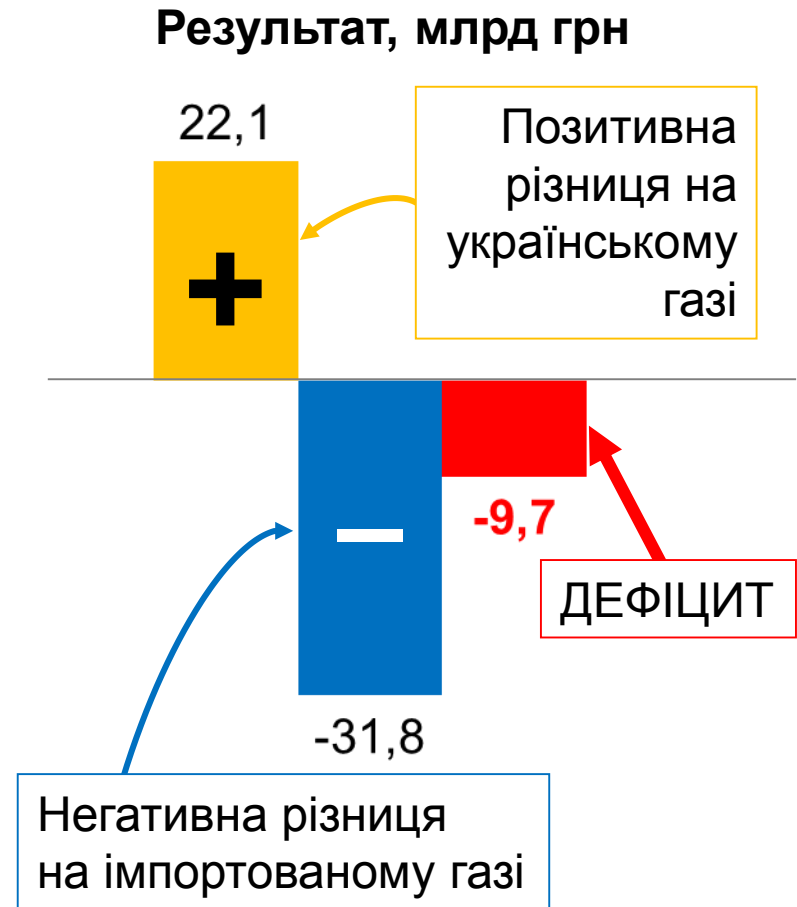 Результат, млрд грн
22,1
Позитивна
різниця на
українському
газі
+
–
-9,7
ДЕФІЦИТ
-31,8
Негативна різниця
на імпортованому газі